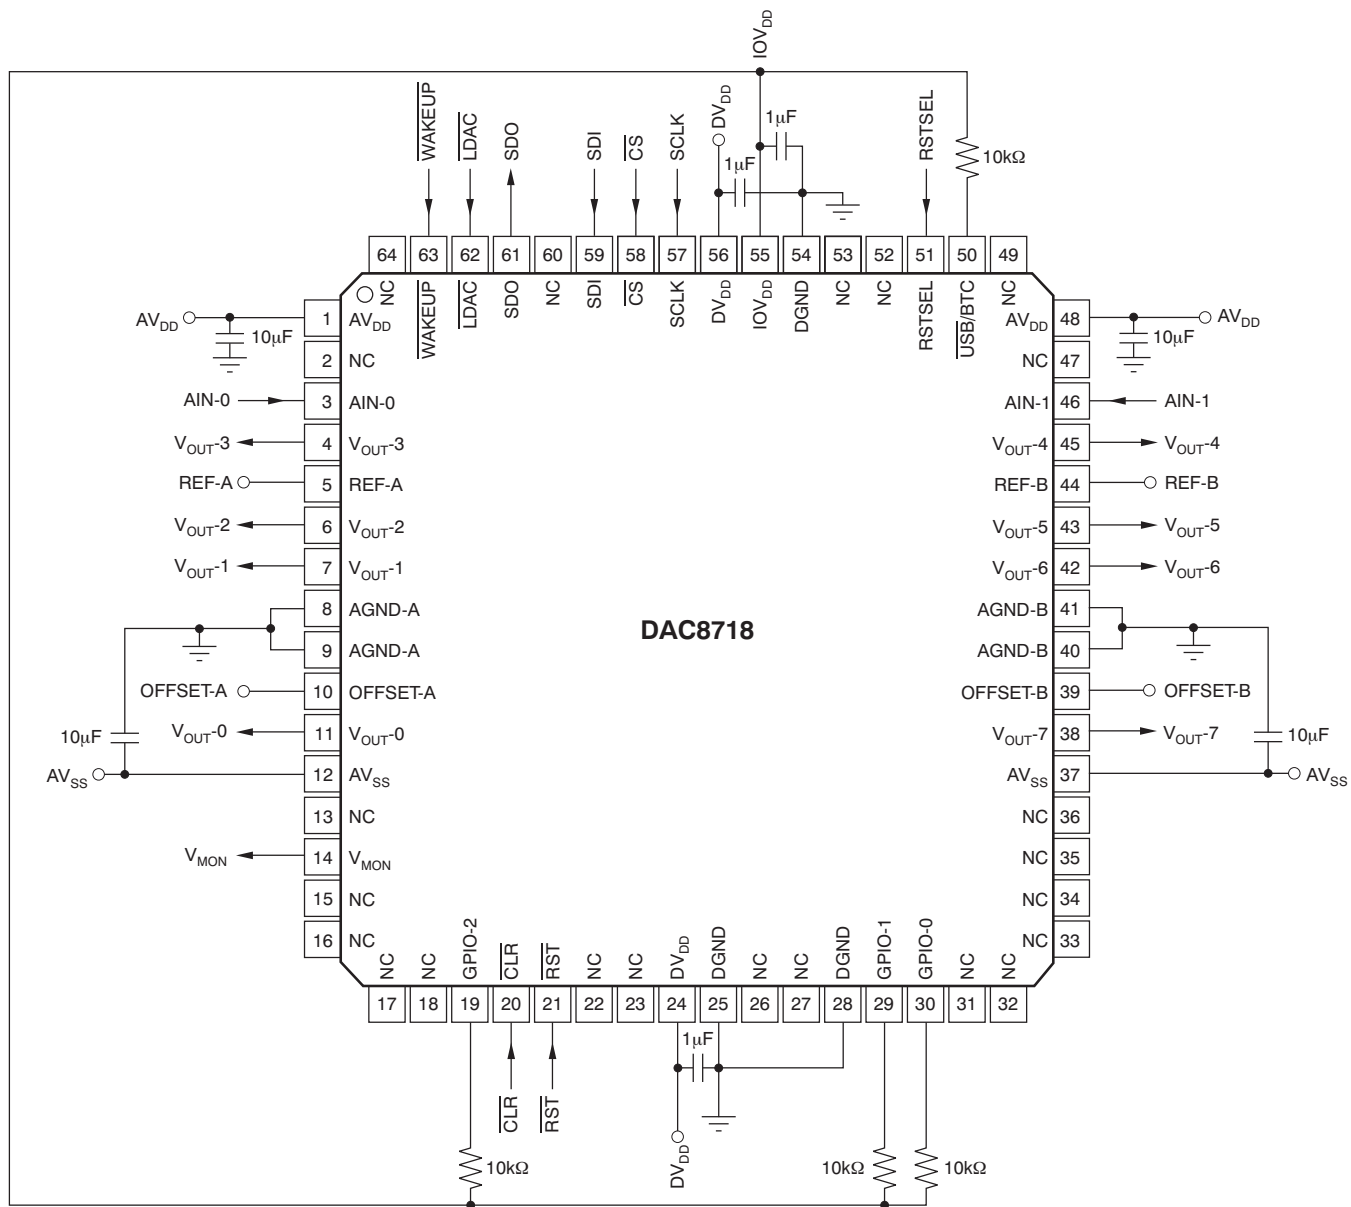 IOVDD
WAKEUP
LDAC
SDO
SDI
CS
SCLK
DVDD
1μF
1μF
RSTSEL
10kΩ
64 63 62 61 60 59 58 57 56 55 54 53 52 51 50 49
NC WAKEUP LDAC SDO NC SDI CS SCLK DVDD IOVDD DGND NC NC RSTSEL USB/BTC NC
AVDD 10μF 1 AVDD
2 NC
AIN-0 3 AIN-0
VOUT-3 4 VOUT-3
REF-A 5 REF-A
VOUT-2 6 VOUT-2
VOUT-1 7 VOUT-1
8 AGND-A
9 AGND-A
OFFSET-A 10 OFFSET-A
10μF VOUT-0 11 VOUT-0
AVSS 12 AVSS
13 NC
VMON 14 VMON
15 NC
16 NC
DAC8718
AVDD 48 10μF AVDD
NC 47
AIN-1 46 AIN-1
VOUT-4 45 VOUT-4
REF-B 44 REF-B
VOUT-5 43 VOUT-5
VOUT-6 42 VOUT-6
AGND-B 41
AGND-B 40
OFFSET-B 39 OFFSET-B
VOUT-7 38 VOUT-7 10μF
AVSS 37 AVSS
NC 36
NC 35
NC 34
NC 33
NC NC GPIO-2 CLR RST NC NC DVDD DGND NC NC DGND GPIO-1 GPIO-0 NC NC
17 18 19 20 21 22 23 24 25 26 27 28 29 30 31 32
1μF
CLR
RST
DVDD
10kΩ
10kΩ
10kΩ